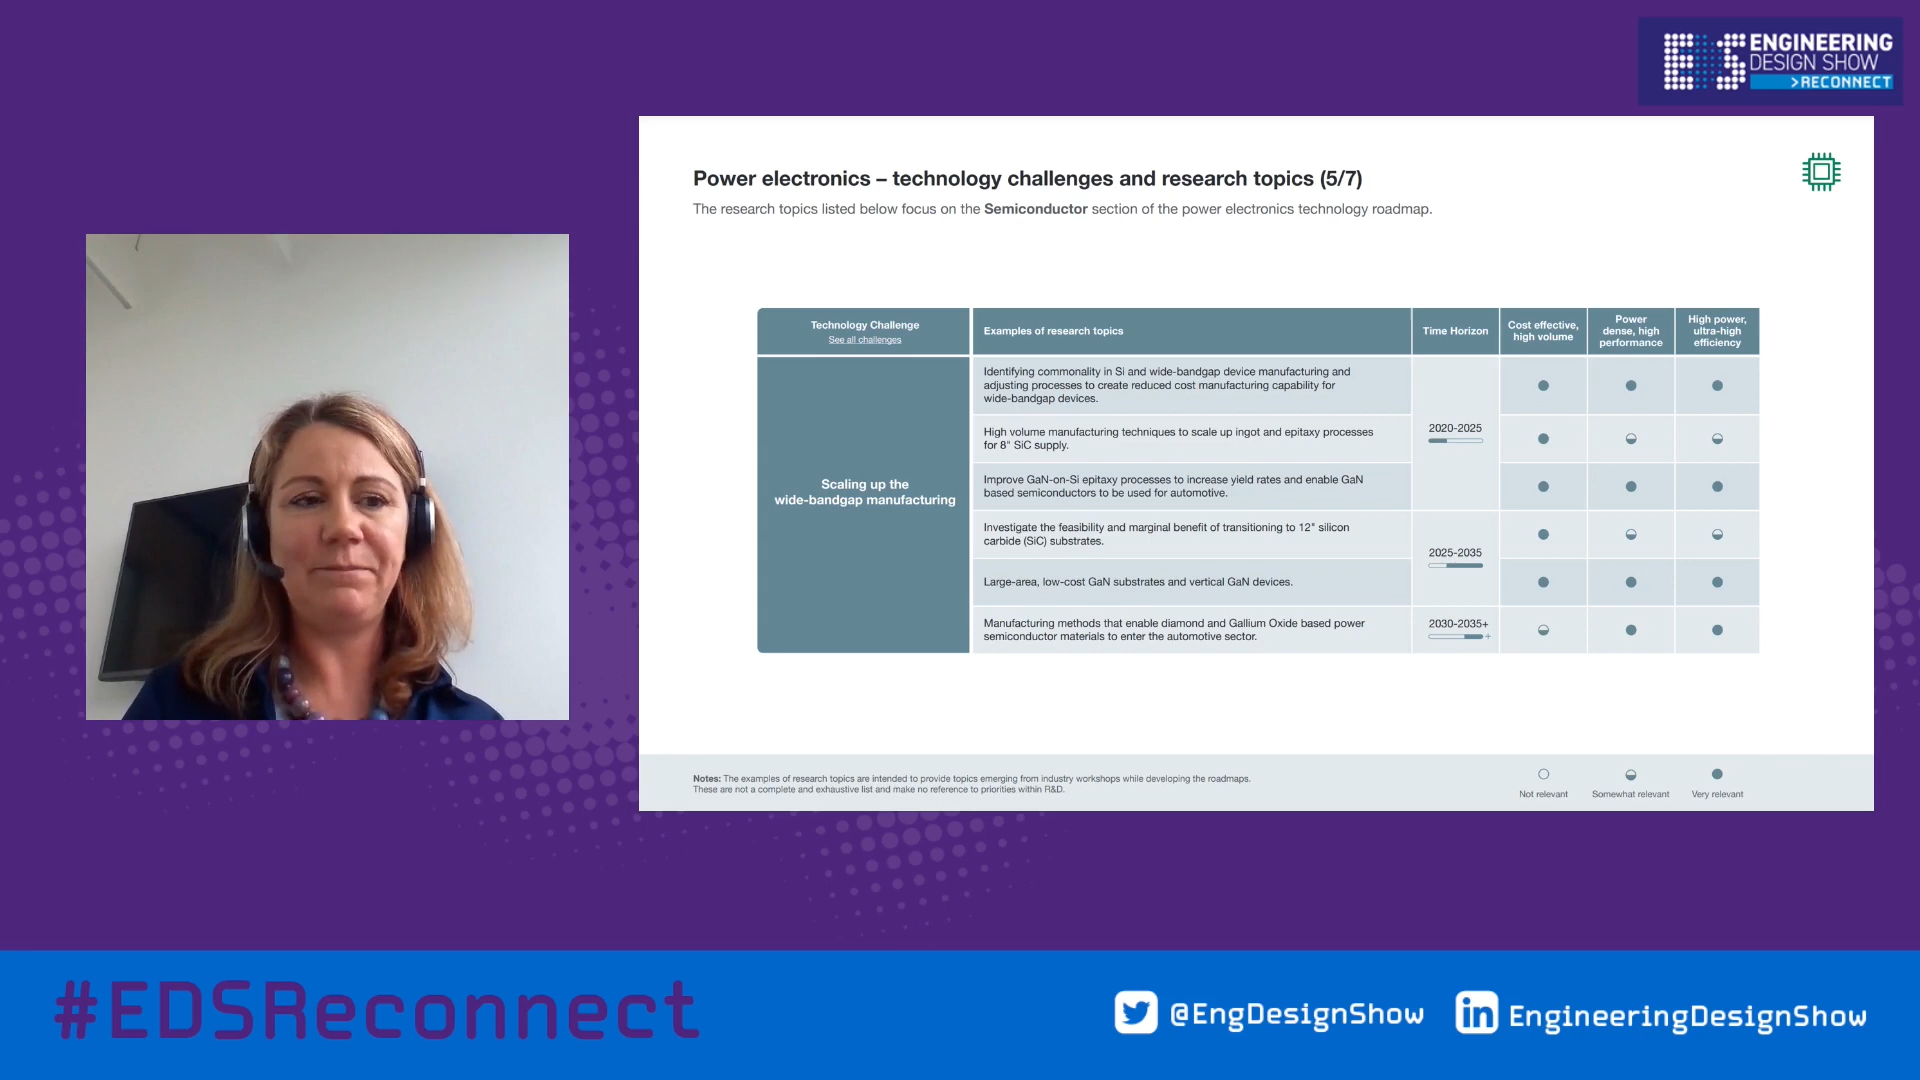 ENGINEERING
DESIGN SHOW
>RECONNECT
Power electronics – technology challenges and research topics (5/7)
The research topics listed below focus on the Semiconductor section of the power electronics technology roadmap.
Technology Challenge
See all challenges
Examples of research topics
Time Horizon
Cost effective,
high volume
Power
dense, high
performance
High power,
ultra-high
efficiency
Scaling up the
wide-bandgap manufacturing
Identifying commonality in Si and wide-bandgap device manufacturing and
adjusting processes to create reduced cost manufacturing capability for
wide-bandgap devices.
High volume manufacturing techniques to scale up ingot and epitaxy processes
for 8" SiC supply.
Improve GaN-on-Si epitaxy processes to increase yield rates and enable GaN
based semiconductors to be used for automotive.
2020-2025
Investigate the feasibility and marginal benefit of transitioning to 12" silicon
carbide (SiC) substrates.
Large-area, low-cost GaN substrates and vertical GaN devices.
2025-2035
Manufacturing methods that enable diamond and Gallium Oxide based power
semiconductor materials to enter the automotive sector.
2030-2035+
Notes: The examples of research topics are intended to provide topics emerging from industry workshops while developing the roadmaps.
These are not a complete and exhaustive list and make no reference to priorities within R&D.
Not relevant
Somewhat relevant
Very relevant
#EDSReconnect
@EngDesignShow
in EngineeringDesignShow